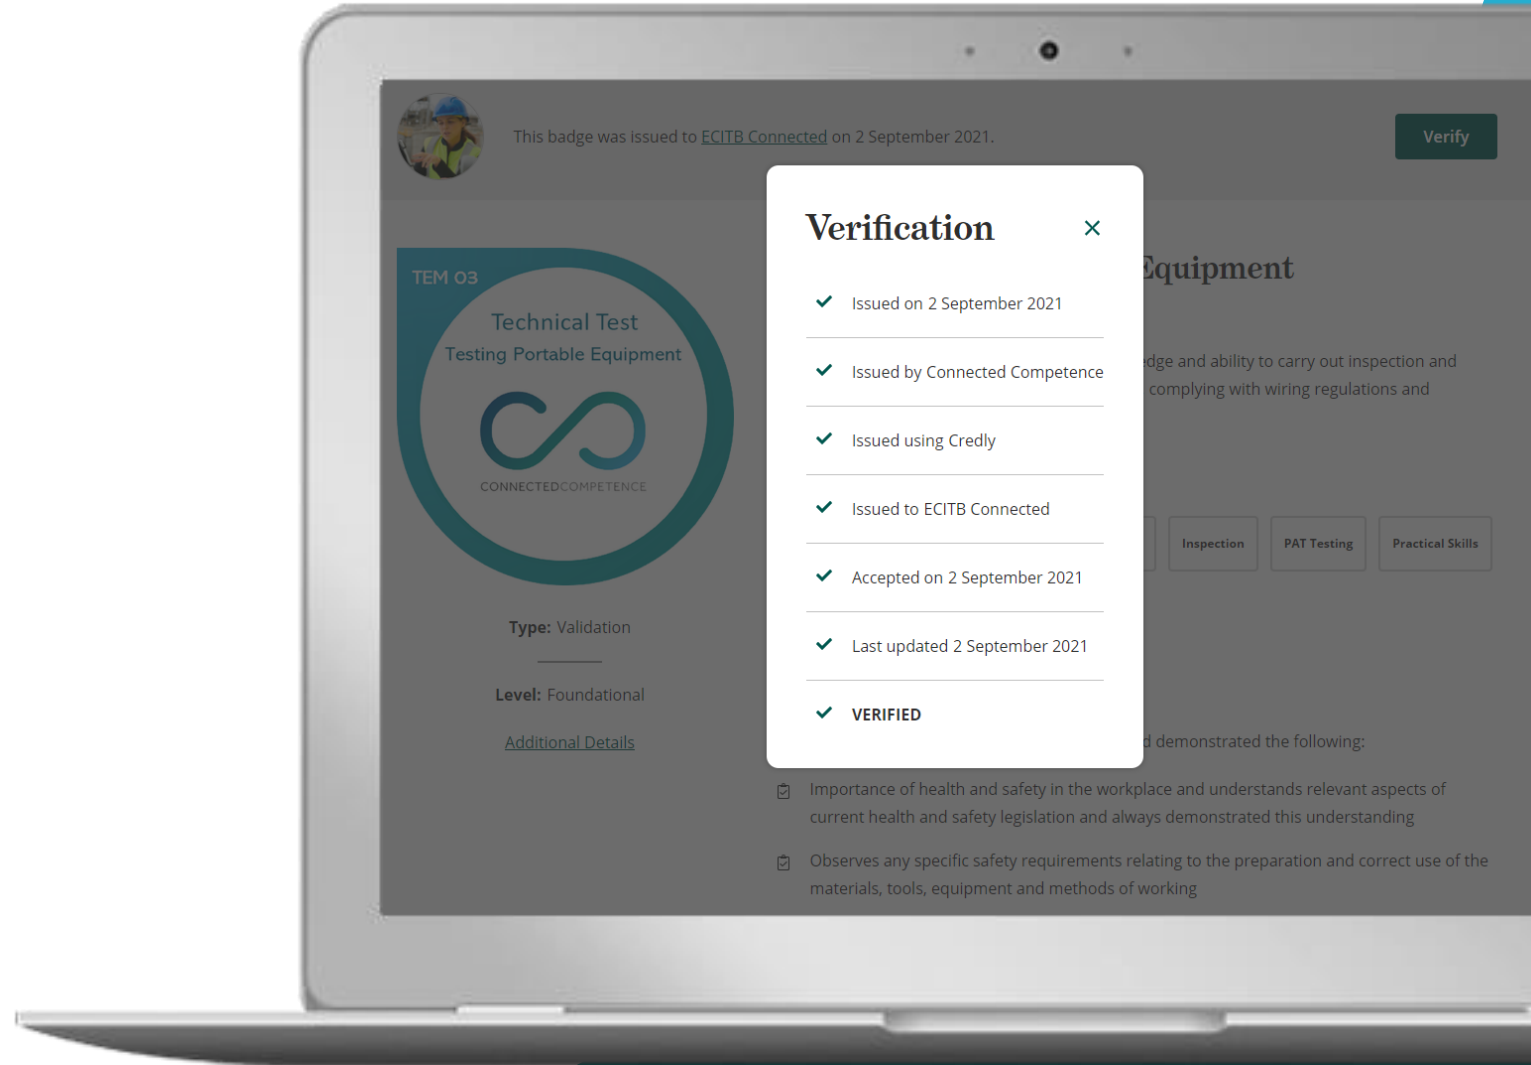 This badge was issued to ECITB Connected on 2 September 2021.
Verify
TEM 03
Technical Test
Testing Portable Equipment
CONNECTEDCOMPETENCE
Type: Validation
Level: Foundational
Additional Details
Verification
Issued on 2 September 2021
Issued by Connected Competence
Issued using Credly
Issued to ECITB Connected
Accepted on 2 September 2021
Last updated 2 September 2021
VERIFIED
Equipment
and ability to carry out inspection and
complying with wiring regulations and
Inspection
PAT Testing
Practical Skills
demonstrated the following:
Importance of health and safety in the workplace and understands relevant aspects of
current health and safety legislation and always demonstrated this understanding
Observes any specific safety requirements relating to the preparation and correct use of the
materials, tools, equipment and methods of working